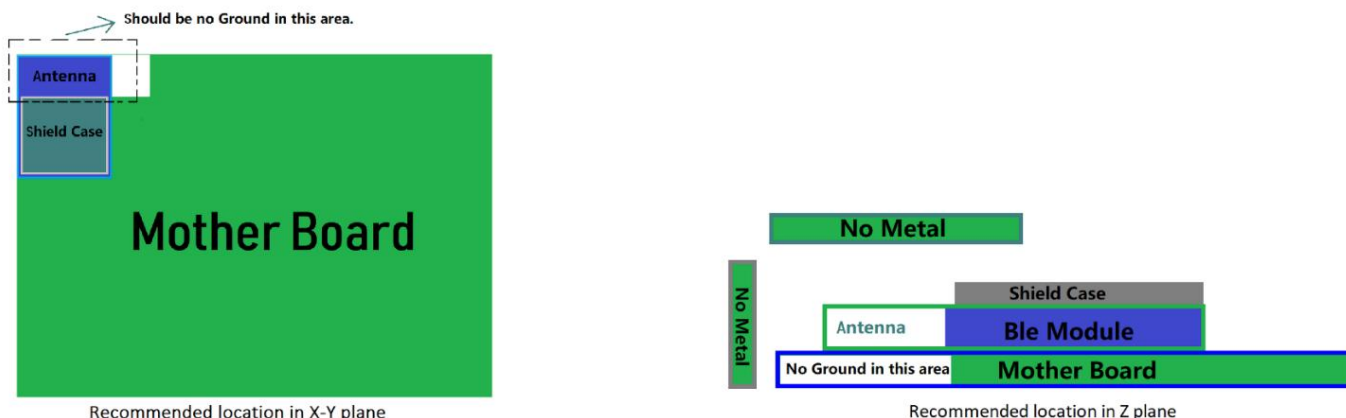 Should be no Ground in this area.
Antenna
Shield Case
Mother Board
Recommended location in X-Y plane
No Metal
No Metal
Shield Case
Antenna
Ble Module
No Ground in this area
Mother Board
Recommended location in Z plane